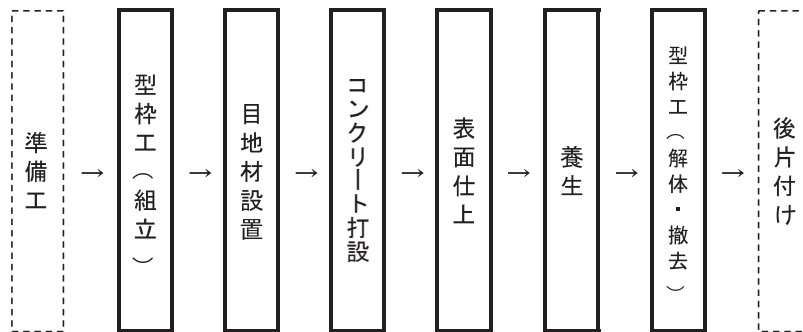 準備工
→
型枠工（組立）
→
目地材設置
→
コンクリート打設
→
表面仕上
→
養生
→
型枠工（解体・撤去）
→
後片付け